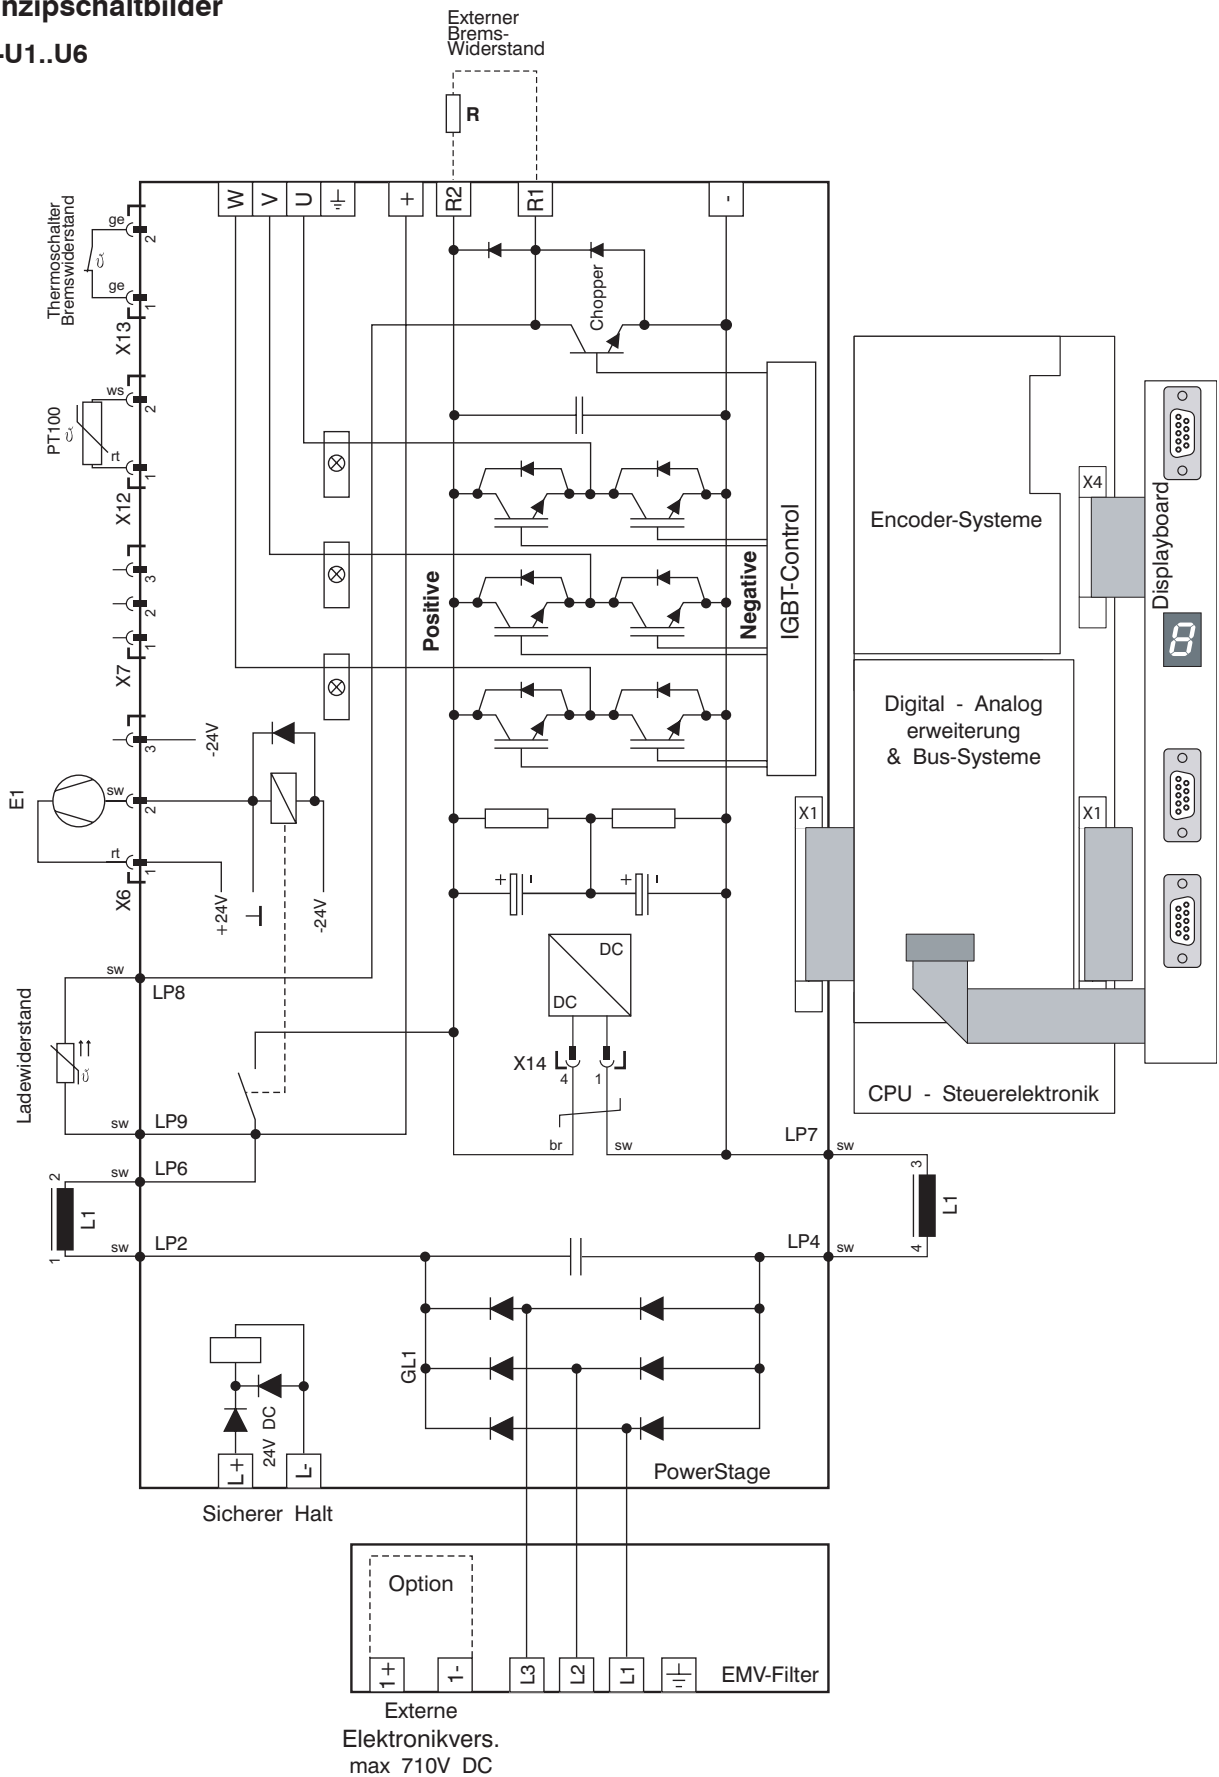 nzipschaltbilder
-U1..U6
Externer
Brems-
Widerstand
R
W
V
U
+
R2
R1
-
Thermoschalter
Bremswiderstand
ge
2
ge
1
X13
Chopper
PT100
ws
2
rt
1
X12
3
2
1
X7
Positive
Negative
IGBT-Control
3
-24V
E1
sw
2
rt
1
X6
+24V
-24V
+
-
+
-
DC
DC
X14
4
1
br
sw
Ladewiderstand
sw
LP8
sw
LP9
sw
LP6
2
L1
1
sw
LP2
LP7
sw
3
L1
4
LP4
sw
GL1
24V DC
L+
L-
PowerStage
Sicherer Halt
Option
1+
1-
L3
L2
L1
EMV-Filter
Externe
Elektronikvers.
max 710V DC
Encoder-Systeme
X4
Displayboard
8
Digital - Analog
erweiterung
& Bus-Systeme
X1
X1
CPU - Steuerelektronik